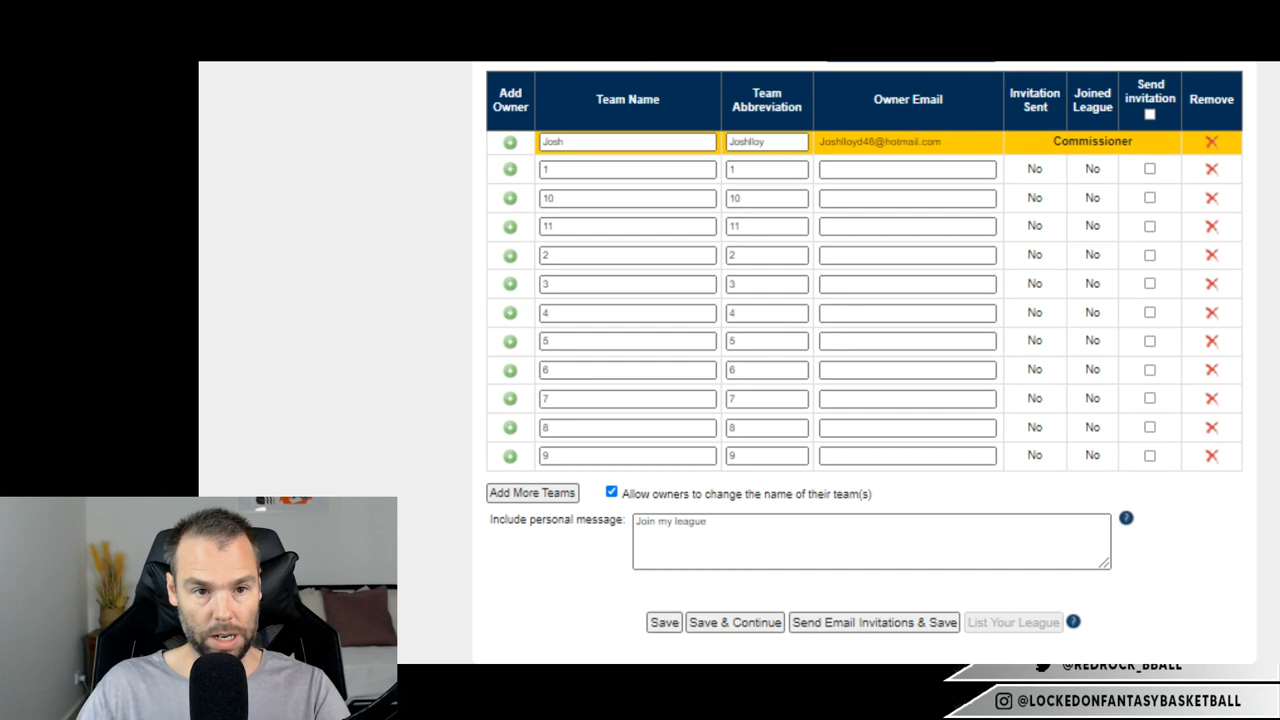 Add Owner Team Name Team Abbreviation Owner Email Invitation Sent Joined League Send invitation Remove
Josh Joshlloy Joshlloyd48@hotmail.com Commissioner
1 1 No No
10 10 No No
11 11 No No
2 2 No No
3 3 No No
4 4 No No
5 5 No No
6 6 No No
7 7 No No
8 8 No No
9 9 No No
Add More Teams Allow owners to change the name of their team(s)
Include personal message: Join my league ?
Save Save & Continue Send Email Invitations & Save List Your League ?
@REDROCK_BBALL
@LOCKEDONFANTASYBASKETBALL